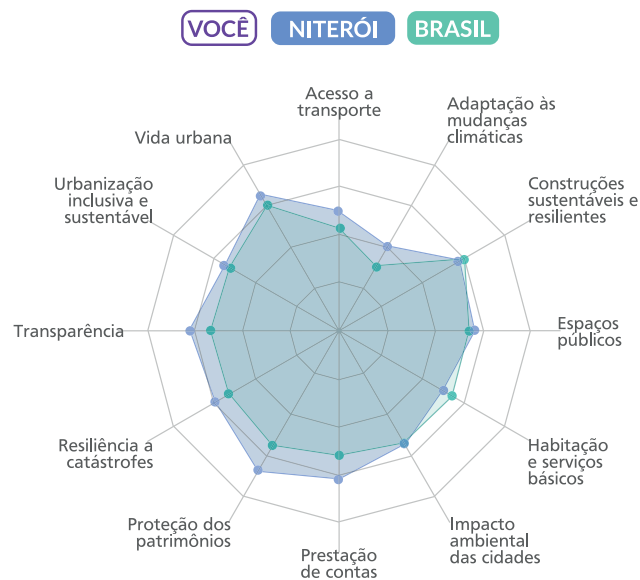 VOCÊ
NITERÓI
BRASIL
Acesso a
transporte
Adaptação às
mudanças
climáticas
Construções
sustentáveis e
resilientes
Espaços
públicos
Habitação
e serviços
básicos
Impacto
ambiental
das cidades
Prestação
de contas
Proteção dos
patrimônios
Resiliência a
catástrofes
Transparência
Urbanização
inclusiva e
sustentável
Vida urbana